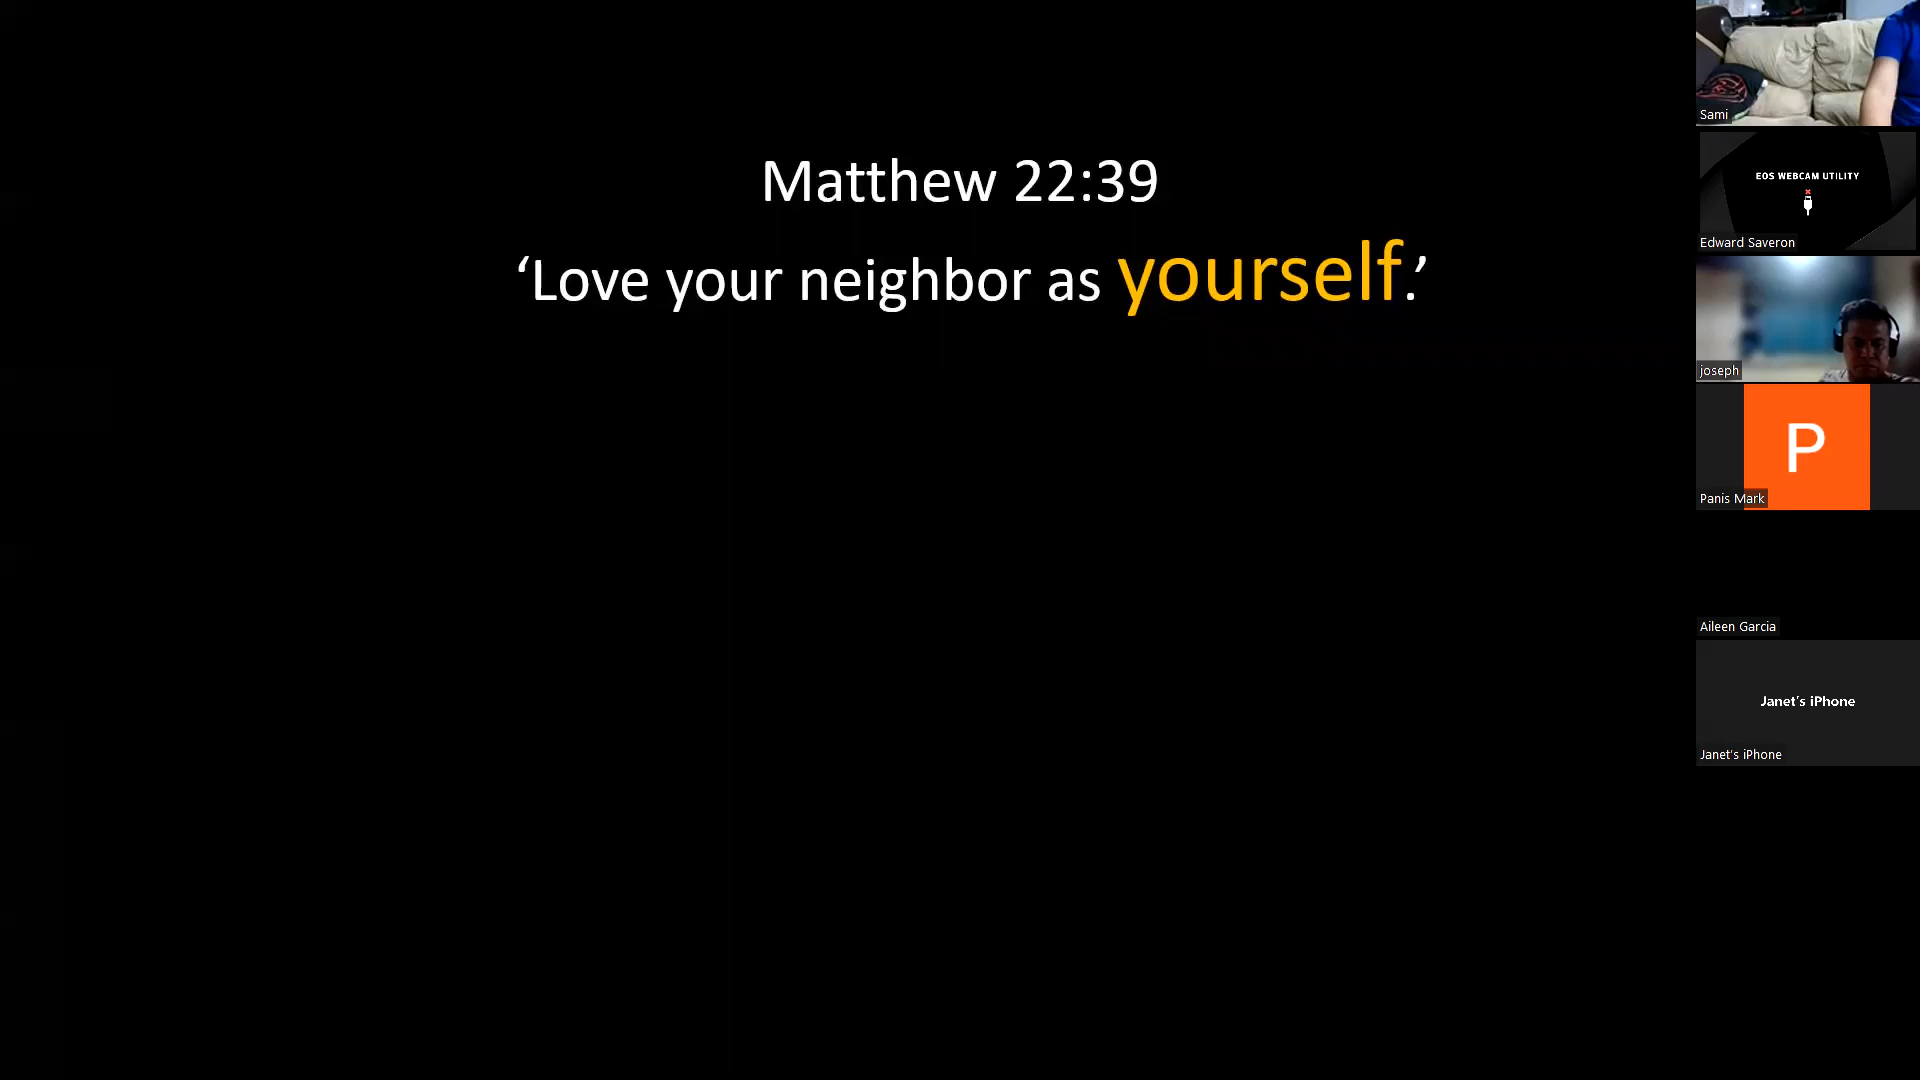 Matthew 22:39
‘Love your neighbor as yourself.’
Sami
EOS WEBCAM UTILITY
Edward Saveron
joseph
P
Panis Mark
Aileen Garcia
Janet's iPhone
Janet's iPhone